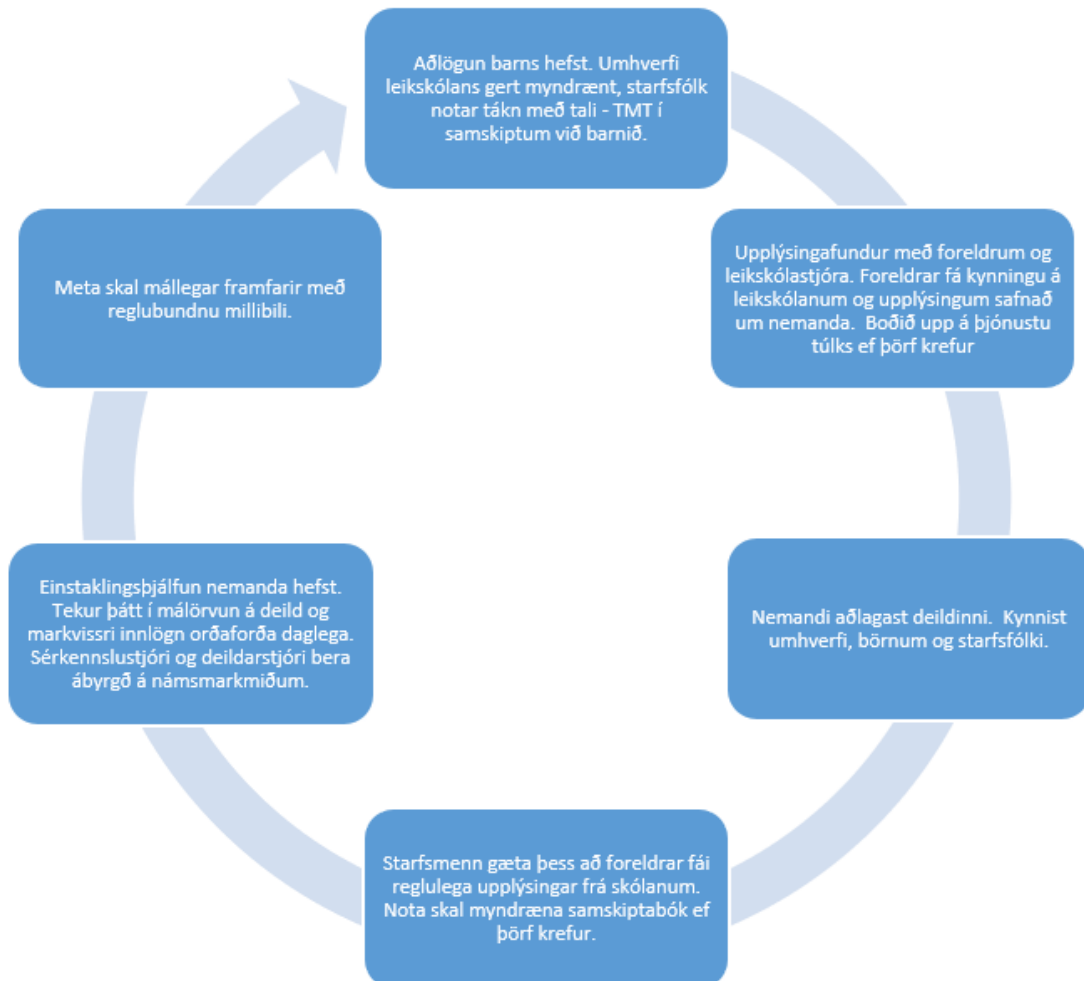 Aðlögun barns hefst. Umhverfi
leikskólans gert myndrænt, starfsfólk
notar tákn með tali - TMT í
samskiptum við barnið.
Upplýsingafundur með foreldrum og
leikskólastjóra. Foreldrar fá kynningu á
leikskólanum og upplýsingum safnað
um nemanda.  Boðið upp á þjónustu
túlks ef þörf krefur
Nemandi aðlagast deildinni.  Kynnist
umhverfi, börnum og starfsfólki.
Starfsmenn gæta þess að foreldrar fái
reglulega upplýsingar frá skólanum.
Nota skal myndræna samskiptabók ef
þörf krefur.
Einstaklingsþjálfun nemanda hefst.
Tekur þátt í málörvun á deild og
markvissri innlögn orðaforða daglega.
Sérkennslustjóri og deildarstjóri bera
ábyrgð á námsmarkmiðum.
Meta skal mállegar framfarir með
reglubundnu millibili.